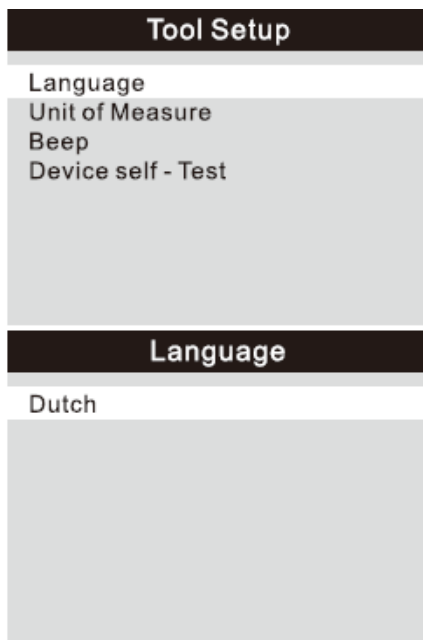 Tool Setup
Language
Unit of Measure
Beep
Device self - Test
Language
Dutch